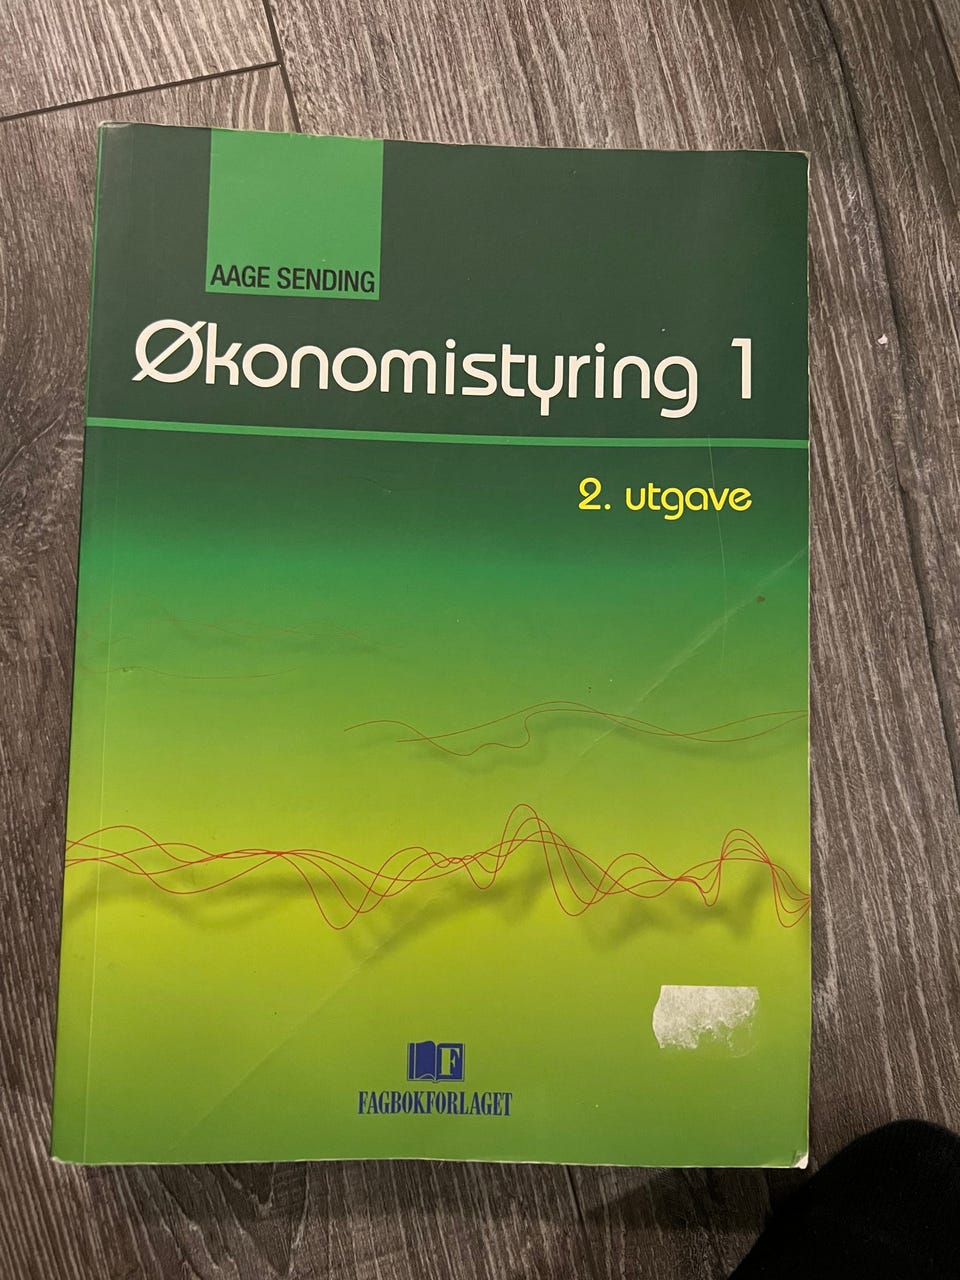 AAGE SENDING
Økonomistyring 1
2. utgave
F
FAGBOKFORLAGET